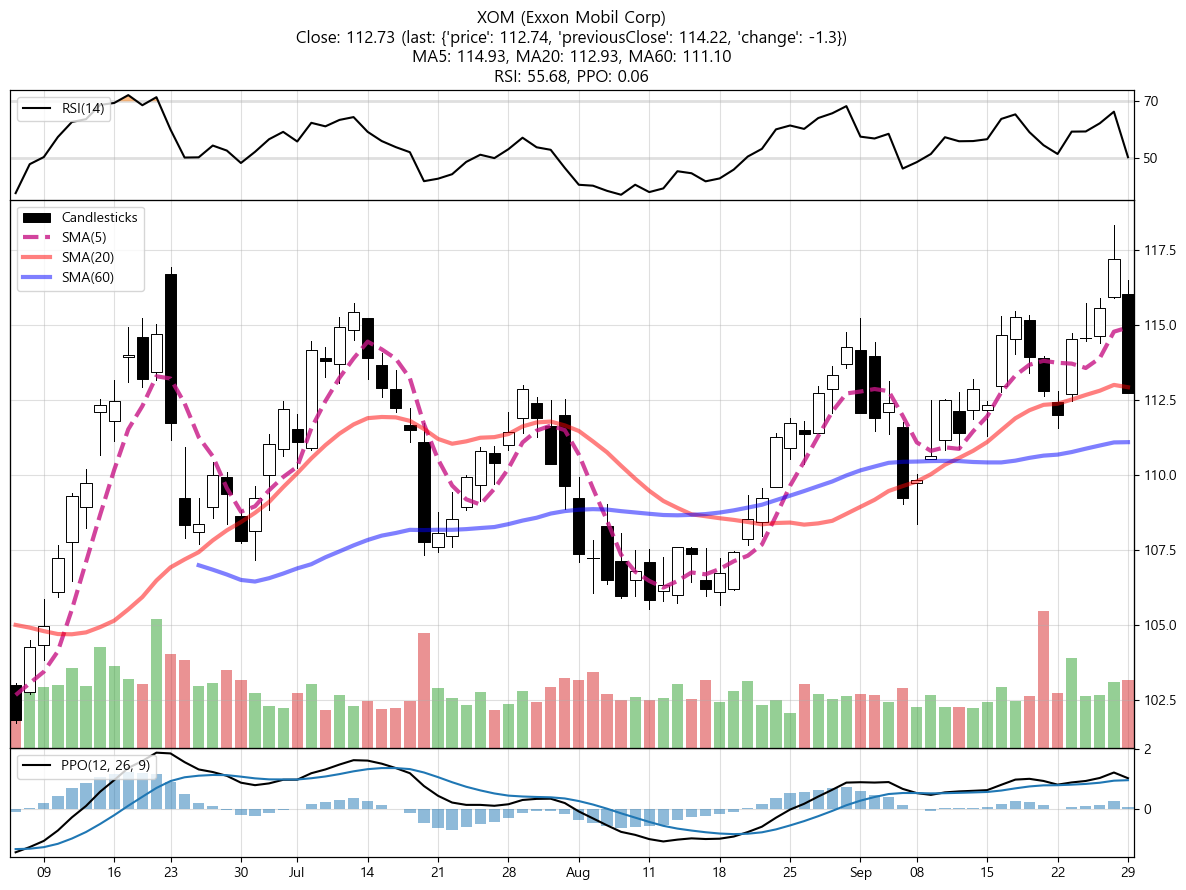 XOM (Exxon Mobil Corp)
Close: 112.73 (last: {'price': 112.74, 'previousClose': 114.22, 'change': -1.3})
MA5: 114.93, MA20: 112.93, MA60: 111.10
RSI: 55.68, PPO: 0.06
RSI(14)
70
50
Candlesticks
SMA(5)
SMA(20)
SMA(60)
117.5
115.0
112.5
110.0
107.5
105.0
102.5
PPO(12, 26, 9)
2
0
09 16 23 30 Jul 14 21 28 Aug 11 18 25 Sep 08 15 22 29